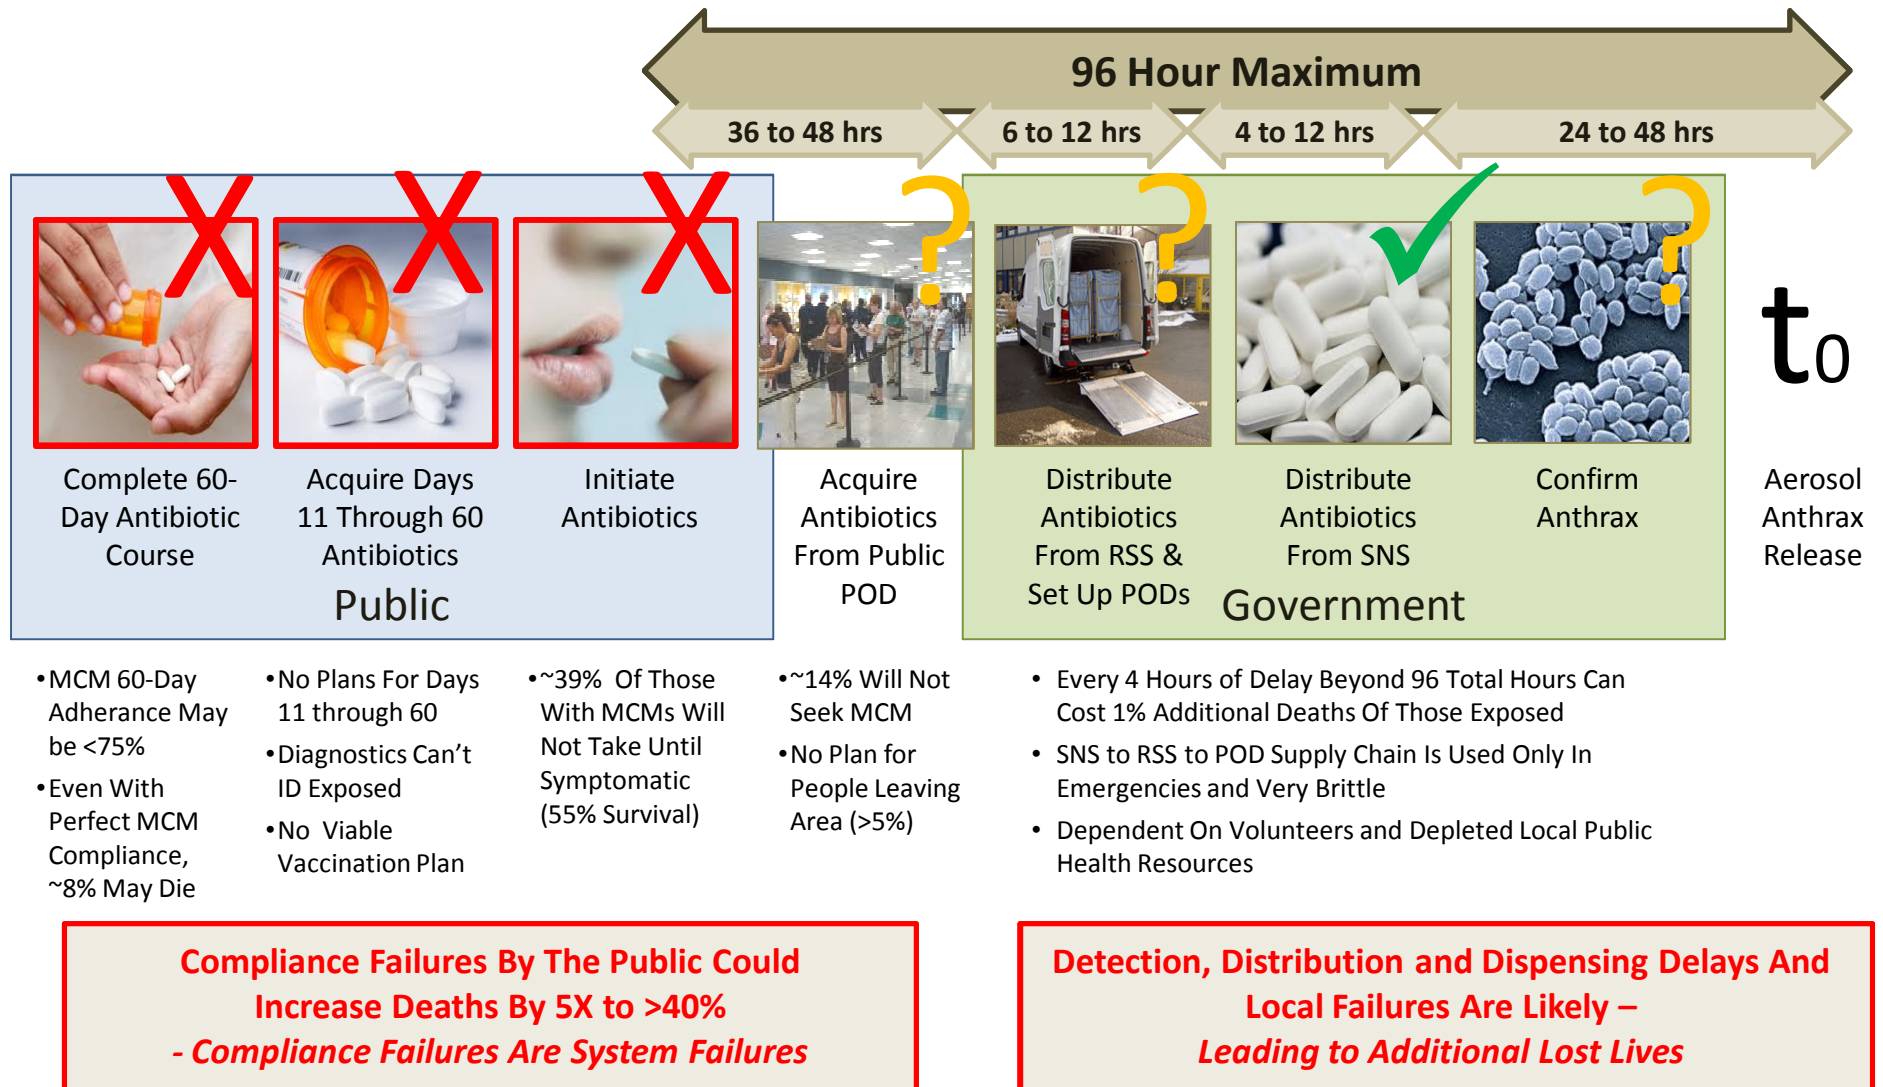 96 Hour Maximum
36 to 48 hrs
6 to 12 hrs
4 to 12 hrs
24 to 48 hrs
X
X
X
?
?
?
t0
Complete 60-
Day Antibiotic
Course
Acquire Days
11 Through 60
Antibiotics
Initiate
Antibiotics
Public
Acquire
Antibiotics
From Public
POD
Distribute
Antibiotics
From RSS &
Set Up PODs
Distribute
Antibiotics
From SNS
Confirm
Anthrax
Government
Aerosol
Anthrax
Release
•MCM 60-Day
Adherance May
be <75%
•Even With
Perfect MCM
Compliance,
~8% May Die
•No Plans For Days
11 through 60
•Diagnostics Can't
ID Exposed
•No Viable
Vaccination Plan
•~39% Of Those
With MCMs Will
Not Take Until
Symptomatic
(55% Survival)
•~14% Will Not
Seek MCM
•No Plan for
People Leaving
Area (>5%)
• Every 4 Hours of Delay Beyond 96 Total Hours Can
Cost 1% Additional Deaths Of Those Exposed
• SNS to RSS to POD Supply Chain Is Used Only In
Emergencies and Very Brittle
• Dependent On Volunteers and Depleted Local Public
Health Resources
Compliance Failures By The Public Could
Increase Deaths By 5X to >40%
- Compliance Failures Are System Failures
Detection, Distribution and Dispensing Delays And
Local Failures Are Likely –
Leading to Additional Lost Lives